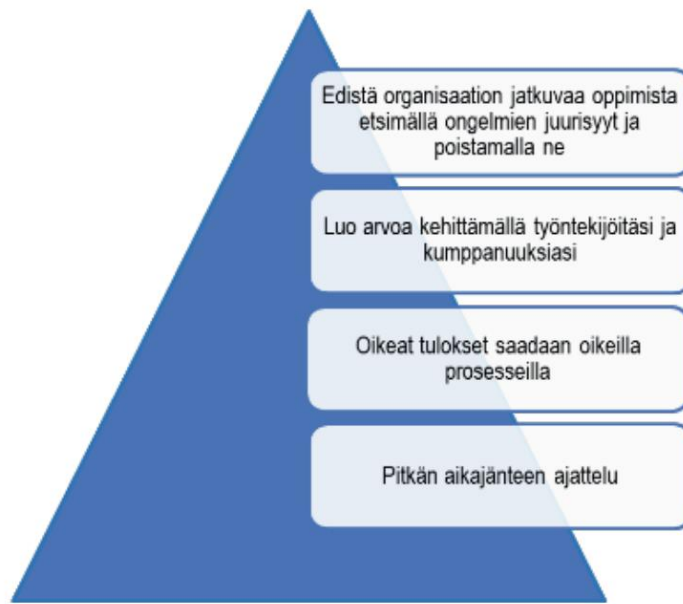 Edistä organisaation jatkuvaa oppimista
etsimällä ongelmien juurisyyt ja
poistamalla ne
Luo arvoa kehittämällä työntekijöitäsi ja
kumppanuuksiasi
Oikeat tulokset saadaan oikeilla
prosesseilla
Pitkän aikajänteen ajattelu